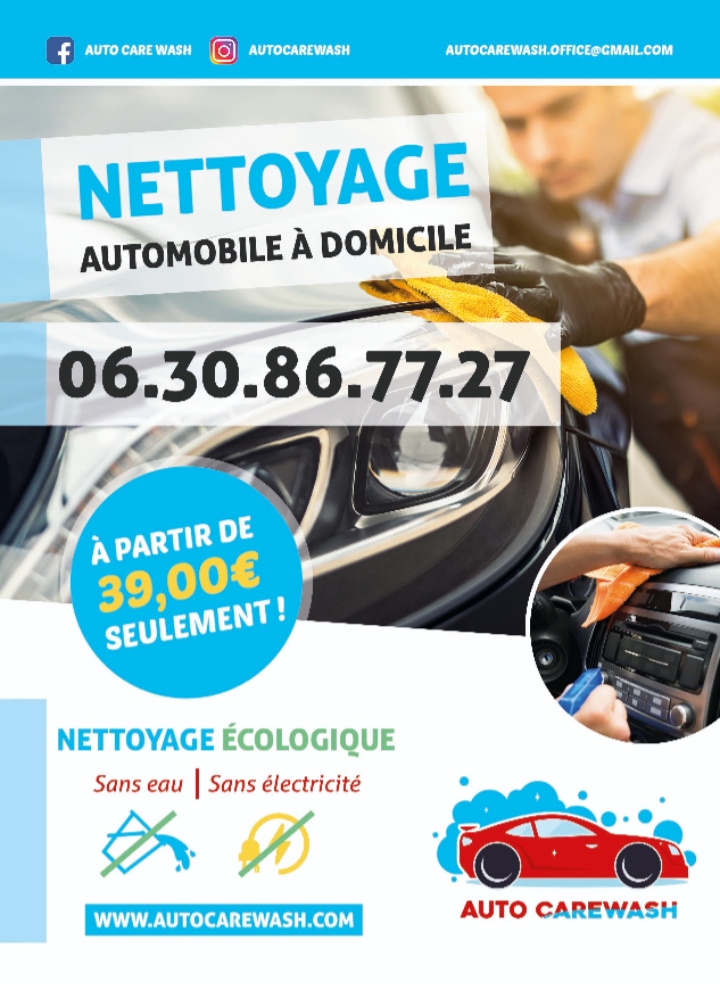 AUTO CARE WASH
AUTOCAREWASH
AUTOCAREWASH.OFFICE@GMAIL.COM
NETTOYAGE
AUTOMOBILE À DOMICILE
06.30.86.77.27
À PARTIR DE
39,00€
SEULEMENT !
NETTOYAGE ÉCOLOGIQUE
Sans eau | Sans électricité
WWW.AUTOCAREWASH.COM
AUTO CAREWASH